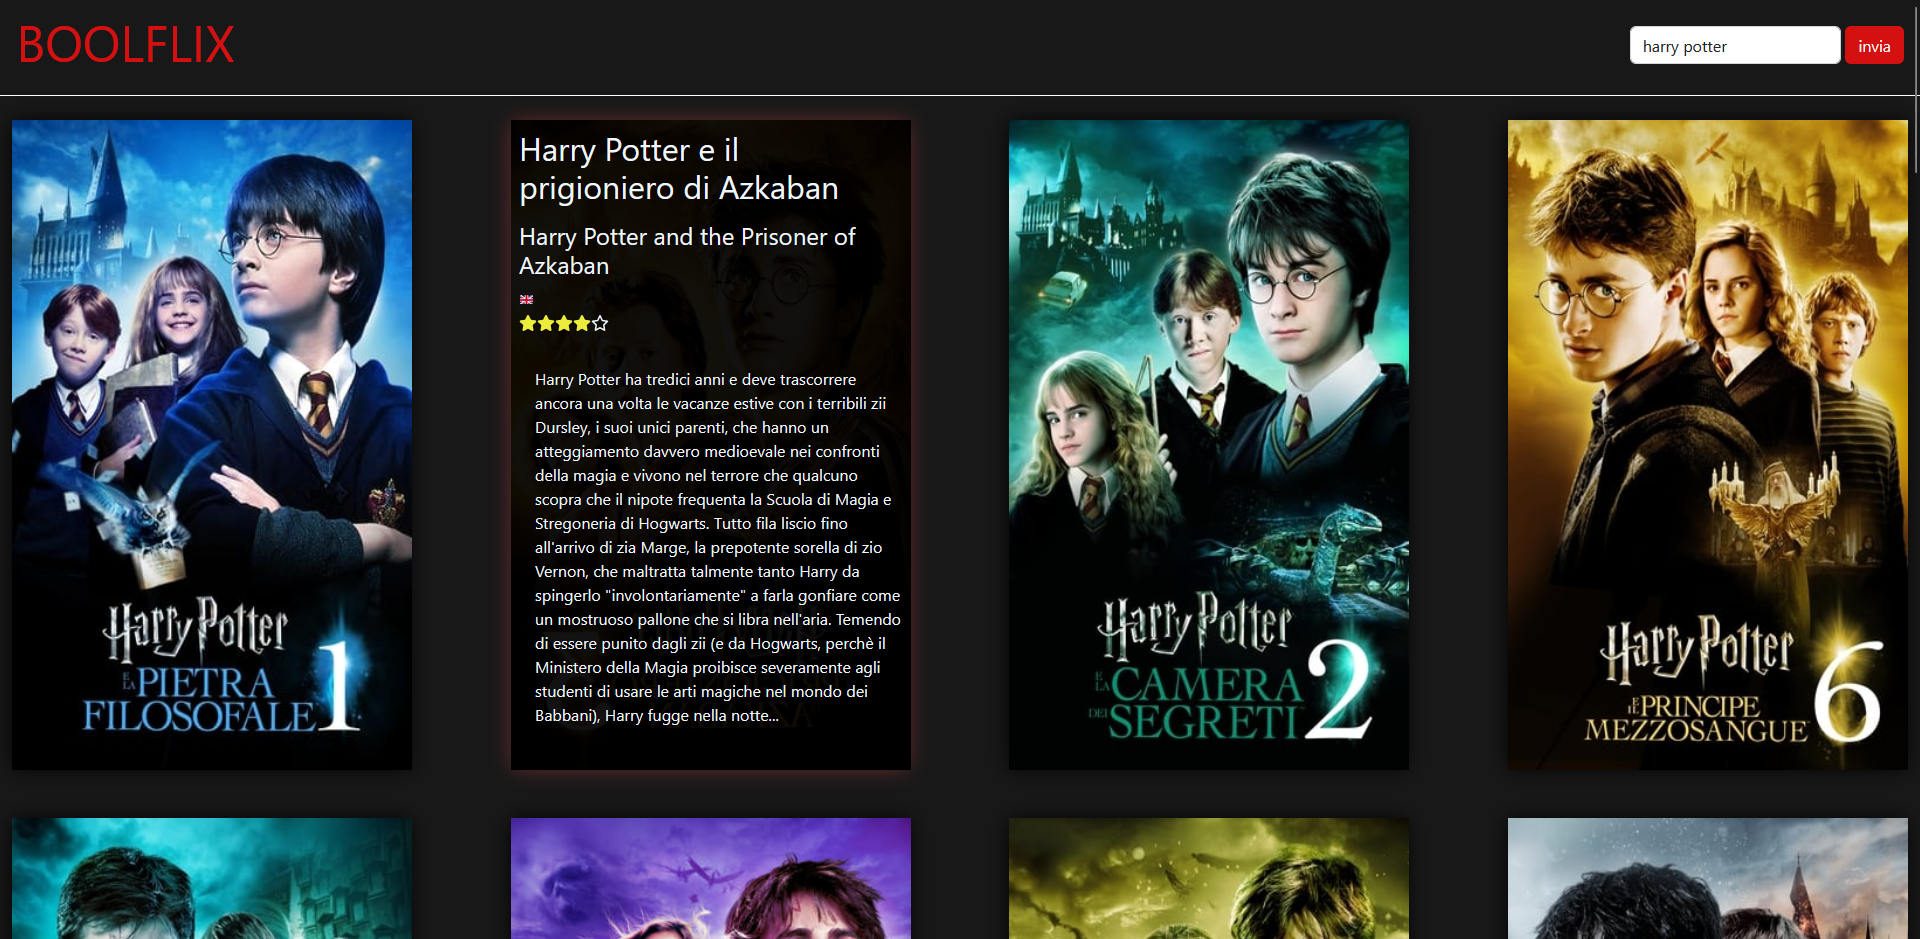 BOOLFLIX
harry potter
invia
Harry Potter
E LA PIETRA
FILOSOFALE 1
Harry Potter e il
prigioniero di Azkaban
Harry Potter and the Prisoner of
Azkaban
Harry Potter ha tredici anni e deve trascorrere
ancora una volta le vacanze estive con i terribili zii
Dursley, i suoi unici parenti, che hanno un
atteggiamento davvero medioevale nei confronti
della magia e vivono nel terrore che qualcuno
scopra che il nipote frequenta la Scuola di Magia e
Stregoneria di Hogwarts. Tutto fila liscio fino
all'arrivo di zia Marge, la prepotente sorella di zio
Vernon, che maltratta talmente tanto Harry da
spingerlo "involontariamente" a farla gonfiare come
un mostruoso pallone che si libra nell'aria. Temendo
di essere punito dagli zii (e da Hogwarts, perchè il
Ministero della Magia proibisce severamente agli
studenti di usare le arti magiche nel mondo dei
Babbani), Harry fugge nella notte...
Harry Potter
E LA CAMERA
DEI SEGRETI 2
Harry Potter
E IL PRINCIPE
MEZZOSANGUE 6